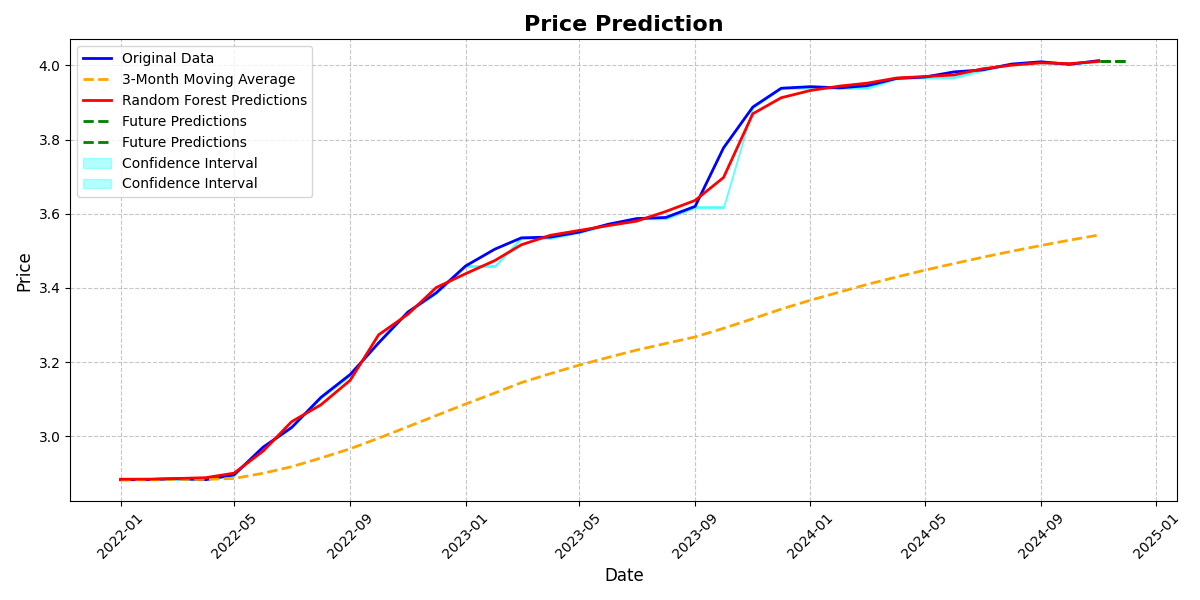 Price Prediction
Original Data
3-Month Moving Average
Random Forest Predictions
Future Predictions
Future Predictions
Confidence Interval
Confidence Interval
4.0
3.8
3.6
3.4
3.2
3.0
Price
2022-01
2022-05
2022-09
2023-01
2023-05
2023-09
2024-01
2024-05
2024-09
2025-01
Date